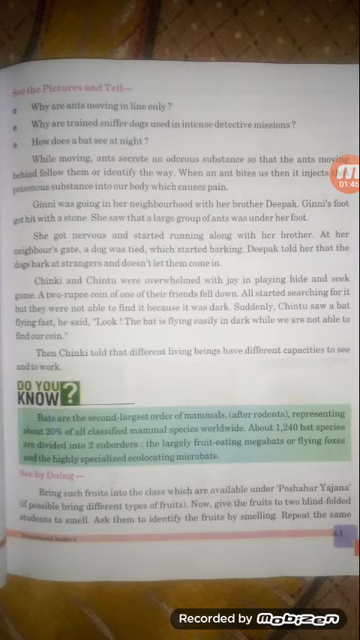 See the Pictures and Tell—
Why are ants moving in line only?
Why are trained sniffer dogs used in intense detective missions?
How does a bat see at night?
While moving, ants secrete an odorous substance so that the ants moving
behind follow them or identify the way. When an ant bites us then it injects
poisonous substance into our body which causes pain.
Ginni was going in her neighbourhood with her brother Deepak. Ginni's foot
got hit with a stone. She saw that a large group of ants was under her foot.
She got nervous and started running along with her brother. At her
neighbour's gate, a dog was tied, which started barking. Deepak told her that the
dogs bark at strangers and doesn't let them come in.
Chinki and Chintu were overwhelmed with joy in playing hide and seek
game. A two-rupee coin of one of their friends fell down. All started searching for it
but they were not able to find it because it was dark. Suddenly, Chintu saw a bat
flying fast, he said, "Look! The bat is flying easily in dark while we are not able to
find our coin."
Then Chinki told that different living beings have different capacities to see
and to work.
DO YOU
KNOW?
Bats are the second-largest order of mammals, (after rodents), representing
about 20% of all classified mammal species worldwide. About 1,240 bat species
are divided into 2 suborders : the largely fruit-eating megabats or flying foxes
and the highly specialized ecolocating microbats.
See by Doing—
Bring such fruits into the class which are available under 'Poshahar Yajana'
(if possible bring different types of fruits). Now, give the fruits to two blind-folded
students to smell. Ask them to identify the fruits by smelling. Repeat the same
63
M
01:45
Recorded by Mobizen